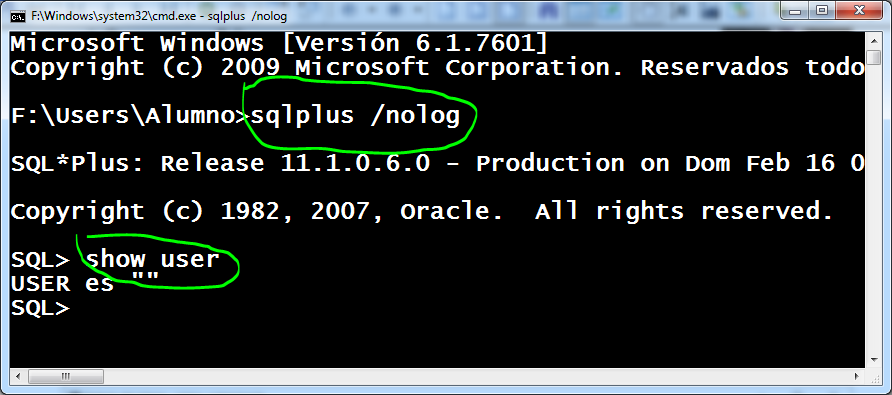 F:\Windows\system32\cmd.exe - sqlplus /nolog
Microsoft Windows [Versión 6.1.7601]
Copyright (c) 2009 Microsoft Corporation. Reservados todo
F:\Users\Alumno>sqlplus /nolog
SQL*Plus: Release 11.1.0.6.0 - Production on Dom Feb 16 0
Copyright (c) 1982, 2007, Oracle.  All rights reserved.
SQL> show user
USER es ""
SQL>